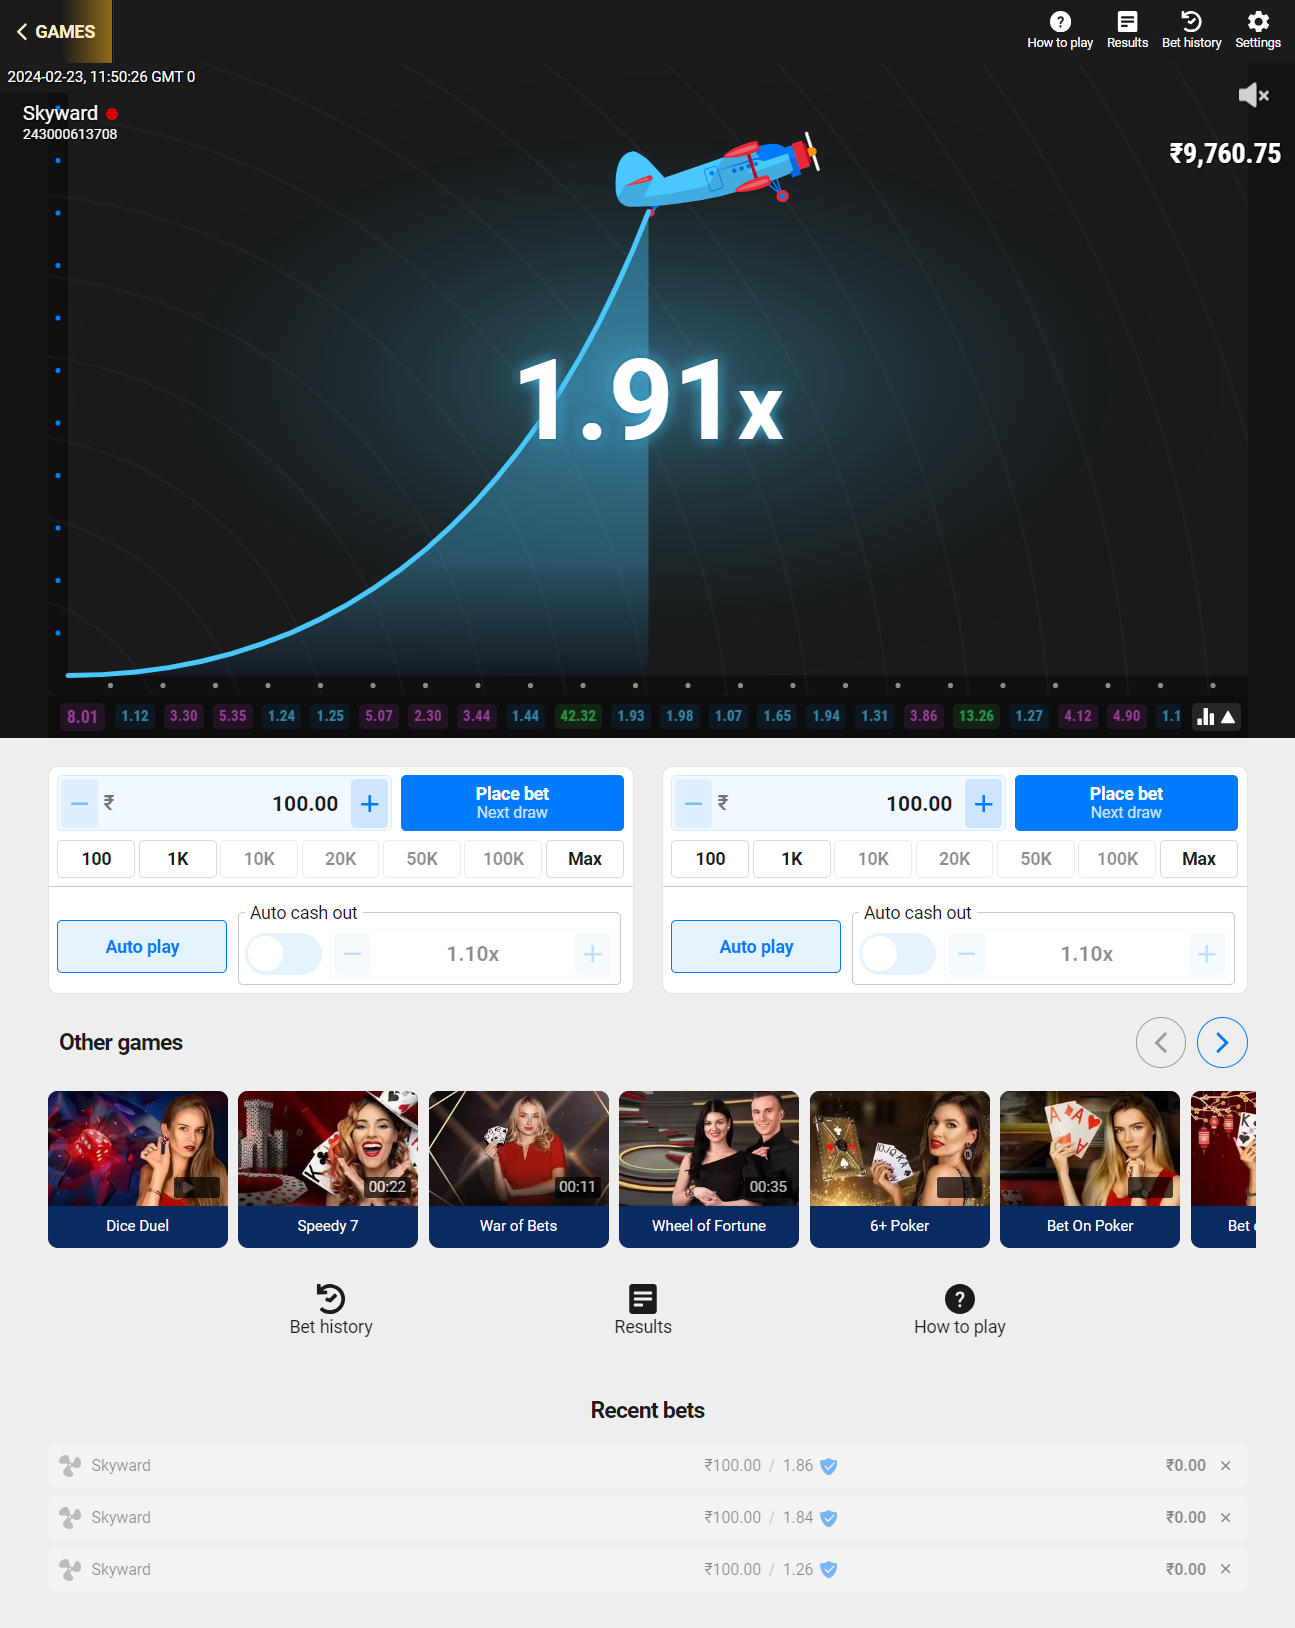 GAMES
How to play
Results
Bet history
Settings
2024-02-23, 11:50:26 GMT 0
Skyward
243000613708
₹9,760.75
1.91x
8.01 1.12 3.30 5.35 1.24 1.25 5.07 2.30 3.44 1.44 42.32 1.93 1.98 1.07 1.65 1.94 1.31 3.86 13.26 1.27 4.12 4.90 1.1
₹ 100.00
Place bet
Next draw
100 1K 10K 20K 50K 100K Max
Auto play
Auto cash out
1.10x
₹ 100.00
Place bet
Next draw
100 1K 10K 20K 50K 100K Max
Auto play
Auto cash out
1.10x
Other games
00:22
00:11
00:35
Dice Duel
Speedy 7
War of Bets
Wheel of Fortune
6+ Poker
Bet On Poker
Bet
Bet history
Results
How to play
Recent bets
Skyward ₹100.00 / 1.86 ₹0.00
Skyward ₹100.00 / 1.84 ₹0.00
Skyward ₹100.00 / 1.26 ₹0.00